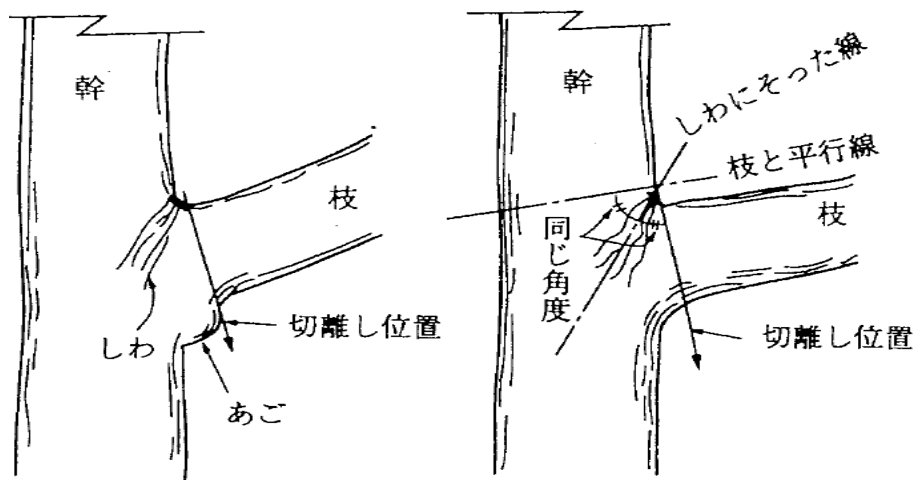 幹
枝
しわ
切離し位置
あご
幹
しわにそった線
枝と平行線
枝
同じ角度
切離し位置